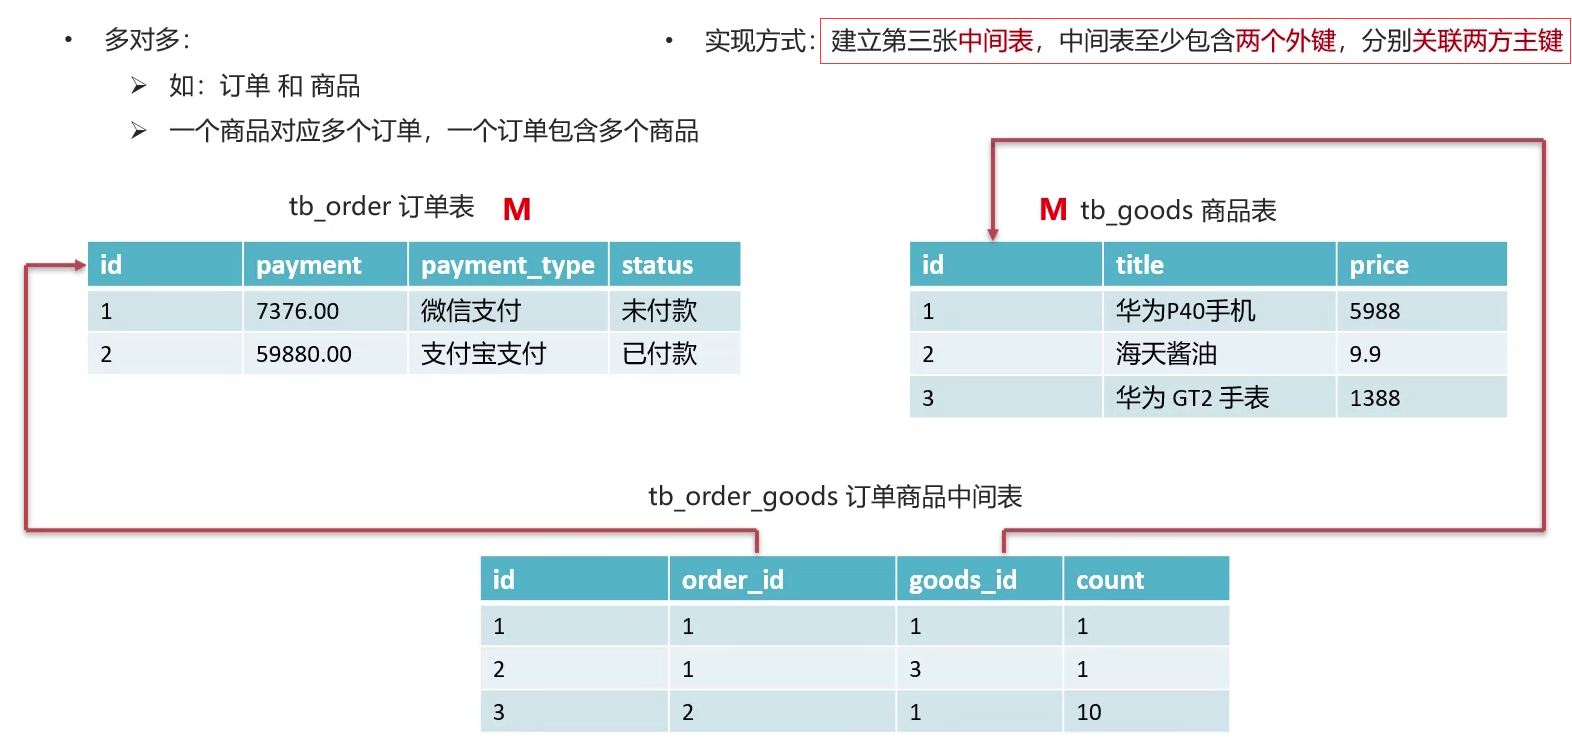 • 多对多：
➢ 如：订单 和 商品
➢ 一个商品对应多个订单，一个订单包含多个商品
• 实现方式：建立第三张中间表，中间表至少包含两个外键，分别关联两方主键
tb_order 订单表 M
id payment payment_type status
1 7376.00 微信支付 未付款
2 59880.00 支付宝支付 已付款
M tb_goods 商品表
id title price
1 华为P40手机 5988
2 海天酱油 9.9
3 华为 GT2 手表 1388
tb_order_goods 订单商品中间表
id order_id goods_id count
1 1 1 1
2 1 3 1
3 2 1 10